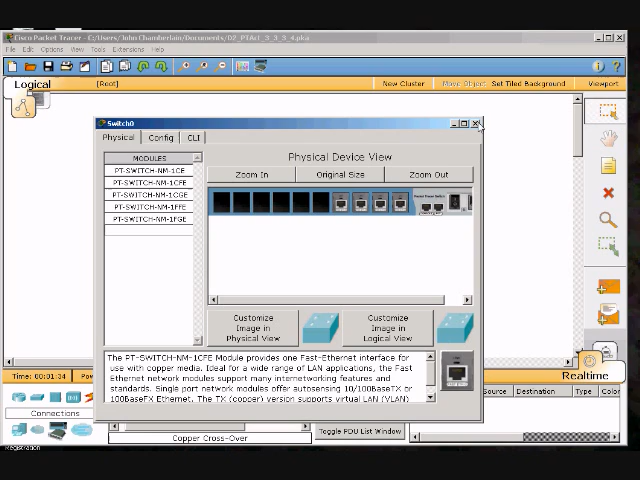 Cisco Packet Tracer - C:/Users/John Chamberlain/Documents/D2_PTAct_3_3_3_4.pka
File Edit Options View Tools Extensions Help
Logical
[Root]
New Cluster
Move Object
Set Tiled Background
Viewport
Switch0
Physical
Config
CLI
MODULES
Physical Device View
PT-SWITCH-NM-1CE
PT-SWITCH-NM-1CFE
PT-SWITCH-NM-1CGE
PT-SWITCH-NM-1FFE
PT-SWITCH-NM-1FGE
Zoom In
Original Size
Zoom Out
Customize
Image in
Physical View
Customize
Image in
Logical View
The PT-SWITCH-NM-1CFE Module provides one Fast-Ethernet interface for
use with copper media. Ideal for a wide range of LAN applications, the Fast
Ethernet network modules support many internetworking features and
standards. Single port network modules offer autosensing 10/100BaseTX or
100BaseFX Ethernet. The TX (copper) version supports virtual LAN (VLAN)
Time: 00:01:34
Realtime
Source
Destination
Type
Connections
Copper Cross-Over
Toggle PDU List Window
Registration